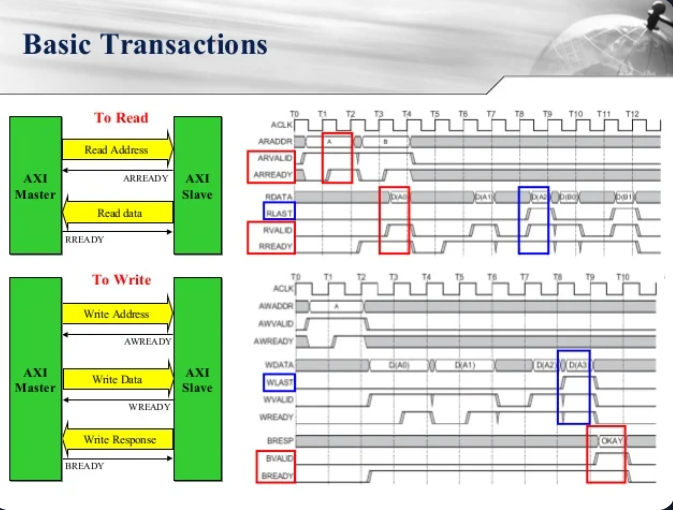 Basic Transactions
To Read
AXI
Master
Read Address
ARREADY
Read data
RREADY
AXI
Slave
T0 T1 T2 T3 T4 T5 T6 T7 T8 T9 T10 T11 T12
ACLK
ARADDR A B
ARVALID
ARREADY
RDATA D(A0) D(A1) D(A2) D(B0) D(B1)
RLAST
RVALID
RREADY
To Write
AXI
Master
Write Address
AWREADY
Write Data
WREADY
Write Response
BREADY
AXI
Slave
T0 T1 T2 T3 T4 T5 T6 T7 T8 T9 T10
ACLK
AWADDR A
AWVALID
AWREADY
WDATA D(A0) D(A1) D(A2) D(A3)
WLAST
WVALID
WREADY
BRESP OKAY
BVALID
BREADY